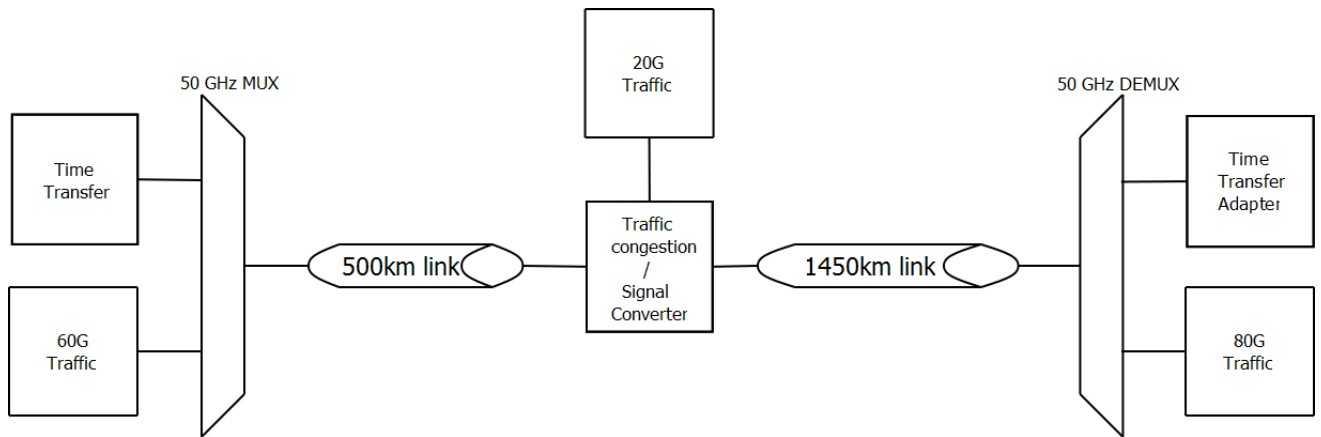 50 GHz MUX
Time
Transfer
60G
Traffic
500km link
20G
Traffic
Traffic
congestion
/
Signal
Converter
1450km link
50 GHz DEMUX
Time
Transfer
Adapter
80G
Traffic